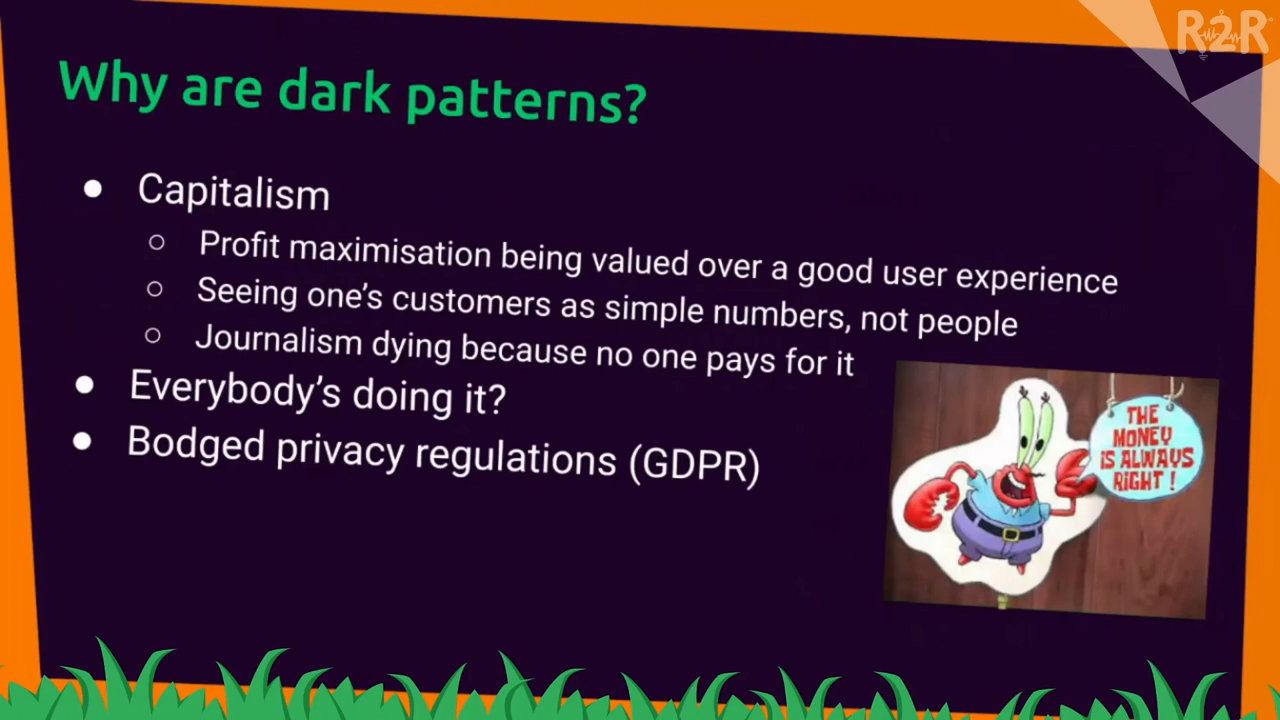 R2R
Why are dark patterns?
Capitalism
Profit maximisation being valued over a good user experience
Seeing one's customers as simple numbers, not people
Journalism dying because no one pays for it
Everybody's doing it?
Bodged privacy regulations (GDPR)
THE
MONEY
IS ALWAYS
RIGHT!